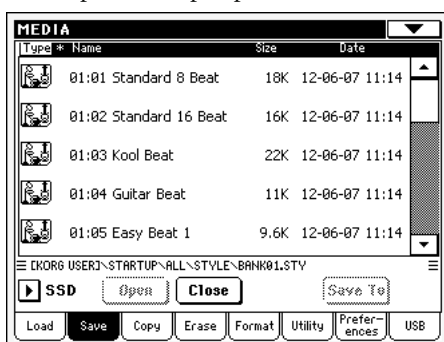 MEDIA
Type * Name Size Date
01:01 Standard 8 Beat 18K 12-06-07 11:14
01:02 Standard 16 Beat 16K 12-06-07 11:14
01:03 Kool Beat 22K 12-06-07 11:14
01:04 Guitar Beat 11K 12-06-07 11:14
01:05 Easy Beat 1 9.6K 12-06-07 11:14
[KORG USER]\STARTUP\ALL\STYLE\BANK01.STY
SSD Open Close Save To
Load Save Copy Erase Format Utility Prefer-ences USB